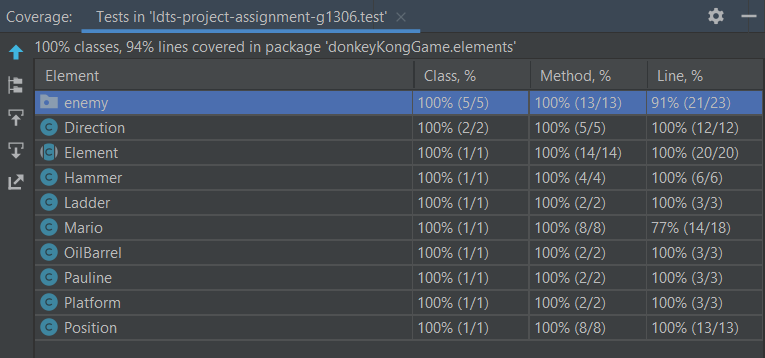 Coverage: Tests in 'ldts-project-assignment-g1306.test' ×
100% classes, 94% lines covered in package 'donkeyKongGame.elements'
Element Class, % Method, % Line, %
enemy 100% (5/5) 100% (13/13) 91% (21/23)
Direction 100% (2/2) 100% (5/5) 100% (12/12)
Element 100% (1/1) 100% (14/14) 100% (20/20)
Hammer 100% (1/1) 100% (4/4) 100% (6/6)
Ladder 100% (1/1) 100% (2/2) 100% (3/3)
Mario 100% (1/1) 100% (8/8) 77% (14/18)
OilBarrel 100% (1/1) 100% (2/2) 100% (3/3)
Pauline 100% (1/1) 100% (2/2) 100% (3/3)
Platform 100% (1/1) 100% (2/2) 100% (3/3)
Position 100% (1/1) 100% (8/8) 100% (13/13)